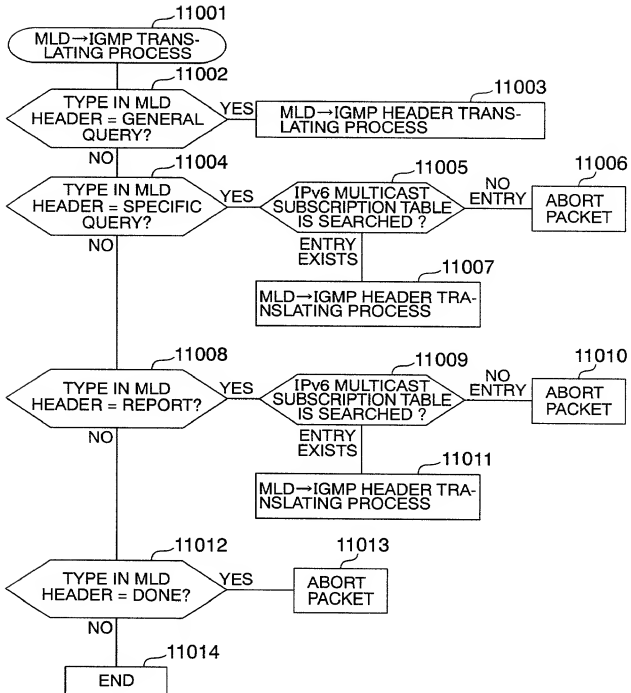 11001
MLD→IGMP TRANS-
LATING PROCESS
11002
TYPE IN MLD
HEADER = GENERAL
QUERY?
YES
11003
MLD→IGMP HEADER TRANS-
LATING PROCESS
NO
11004
TYPE IN MLD
HEADER = SPECIFIC
QUERY?
YES
11005
IPv6 MULTICAST
SUBSCRIPTION TABLE
IS SEARCHED ?
NO
ENTRY
11006
ABORT
PACKET
NO
ENTRY
EXISTS
11007
MLD→IGMP HEADER TRA-
NSLATING PROCESS
11008
TYPE IN MLD
HEADER = REPORT?
YES
11009
IPv6 MULTICAST
SUBSCRIPTION TABLE
IS SEARCHED ?
NO
ENTRY
11010
ABORT
PACKET
NO
ENTRY
EXISTS
11011
MLD→IGMP HEADER TRA-
NSLATING PROCESS
11012
TYPE IN MLD
HEADER = DONE?
YES
11013
ABORT
PACKET
NO
11014
END